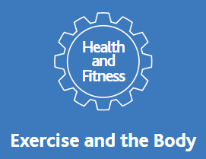 Health
and
Fitness
Exercise and the Body